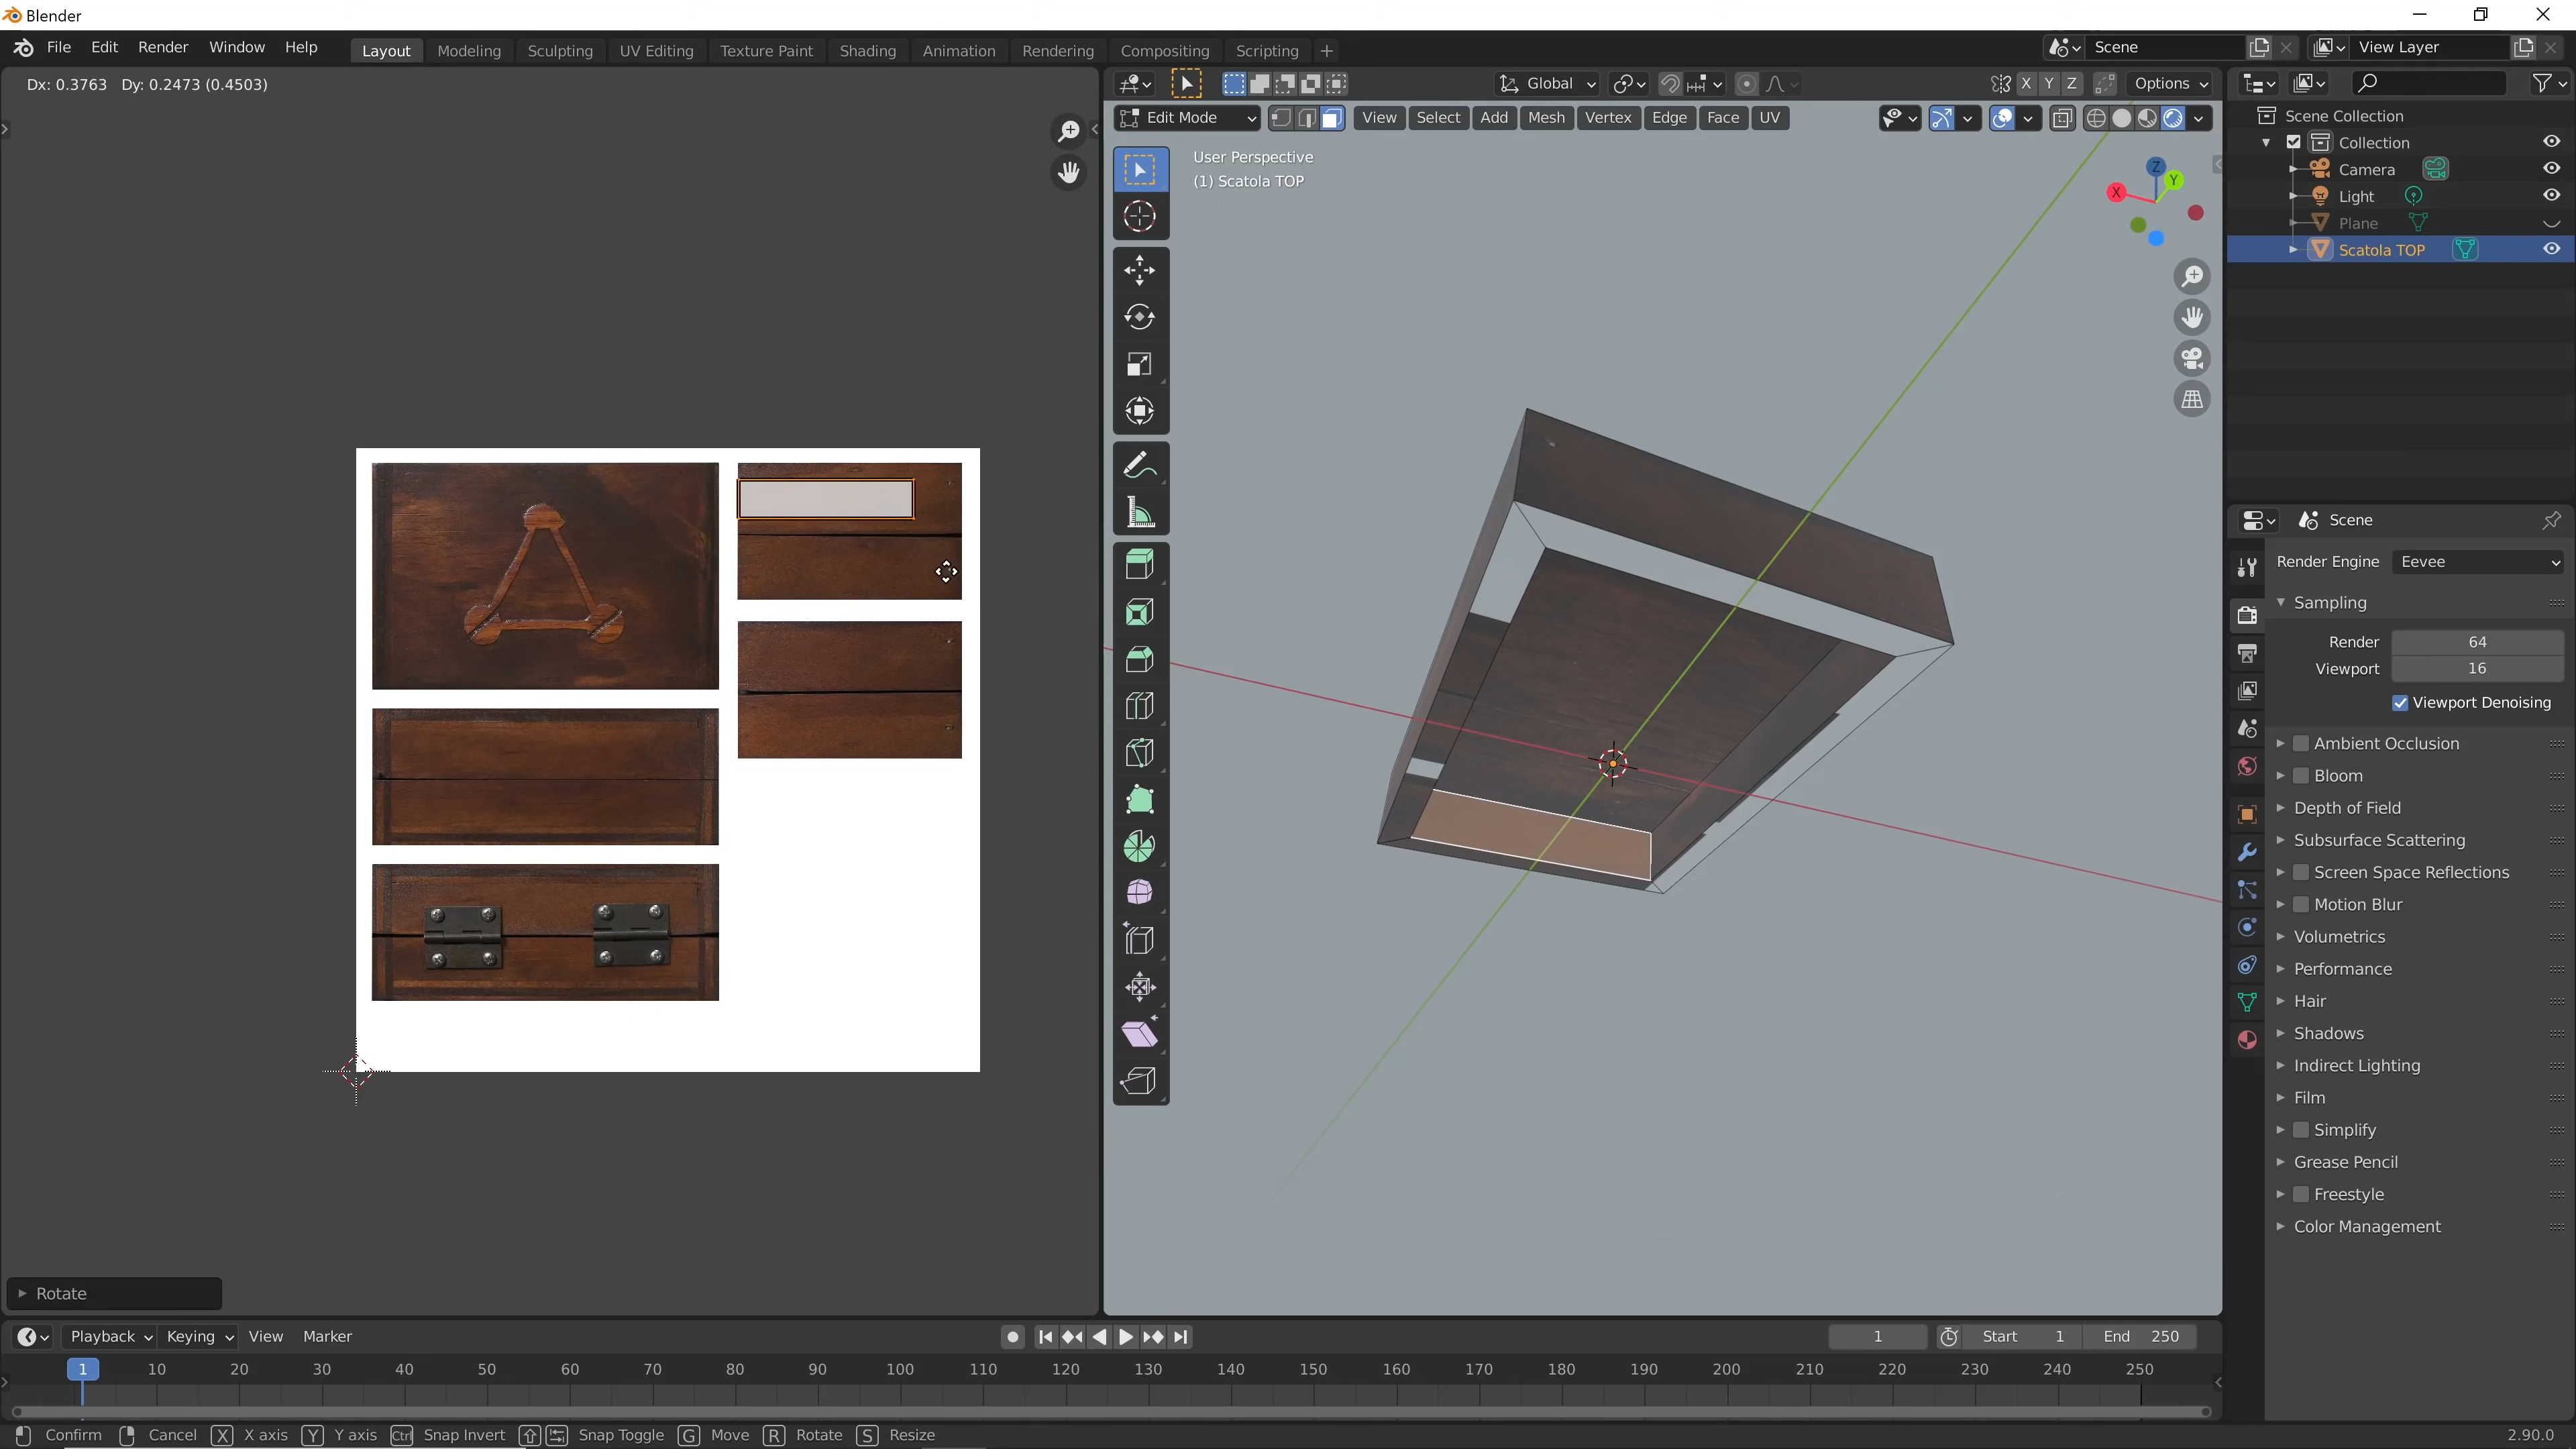 Blender
File Edit Render Window Help Layout Modeling Sculpting UV Editing Texture Paint Shading Animation Rendering Compositing Scripting + Scene View Layer
Dx: 0.3763 Dy: 0.2473 (0.4503)
Global X Y Z Options
Edit Mode View Select Add Mesh Vertex Edge Face UV
User Perspective
(1) Scatola TOP
X Y Z
Scene Collection
Collection
Camera
Light
Plane
Scatola TOP
Scene
Render Engine Eevee
Sampling
Render 64
Viewport 16
Viewport Denoising
Ambient Occlusion
Bloom
Depth of Field
Subsurface Scattering
Screen Space Reflections
Motion Blur
Volumetrics
Performance
Hair
Shadows
Indirect Lighting
Film
Simplify
Grease Pencil
Freestyle
Color Management
Rotate
Playback Keying View Marker 1 Start 1 End 250
1 10 20 30 40 50 60 70 80 90 100 110 120 130 140 150 160 170 180 190 200 210 220 230 240 250
Confirm Cancel X X axis Y Y axis Ctrl Snap Invert Snap Toggle G Move R Rotate S Resize 2.90.0